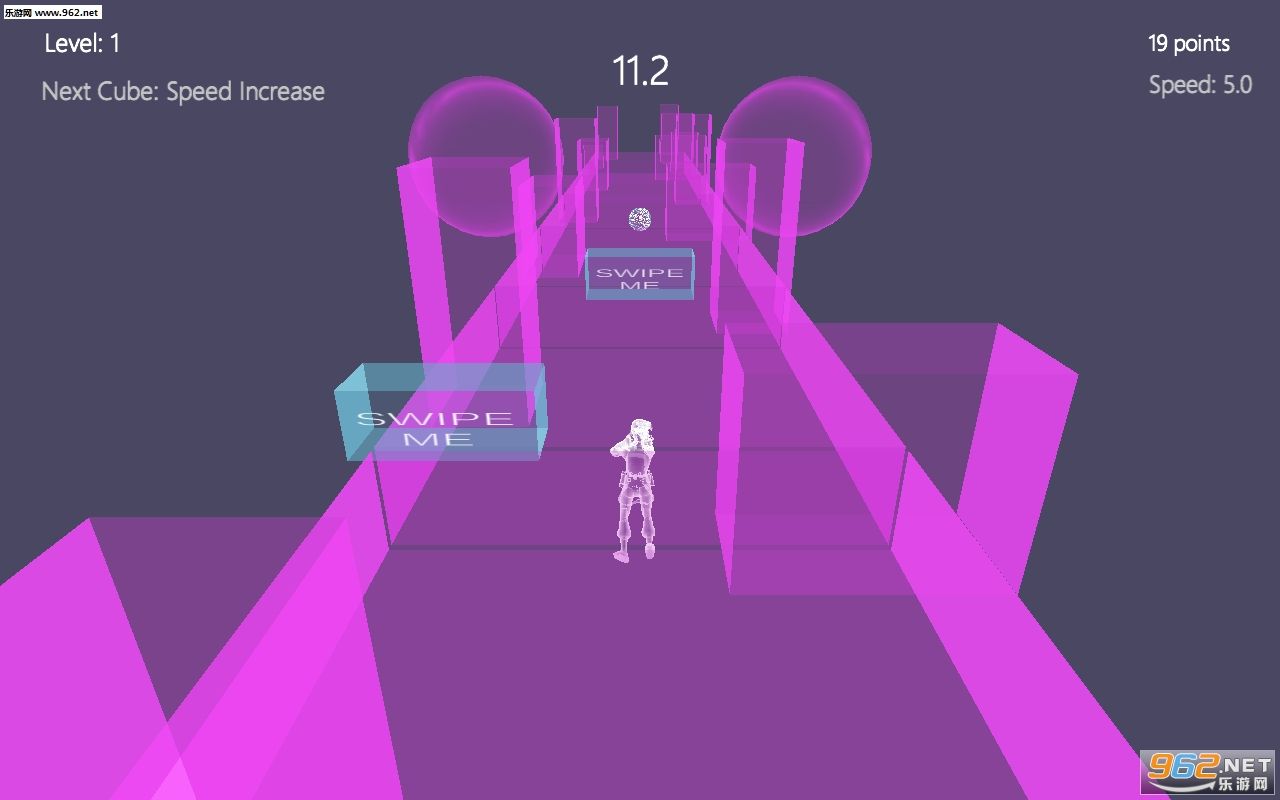 乐游网 www.962.net
Level: 1
19 points
11.2
Next Cube: Speed Increase
Speed: 5.0
SWIPE
ME
SWIPE
ME
962.NET
乐游网